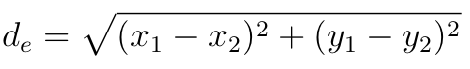 $d_e = \sqrt{(x_1 - x_2)^2 + (y_1 - y_2)^2}$